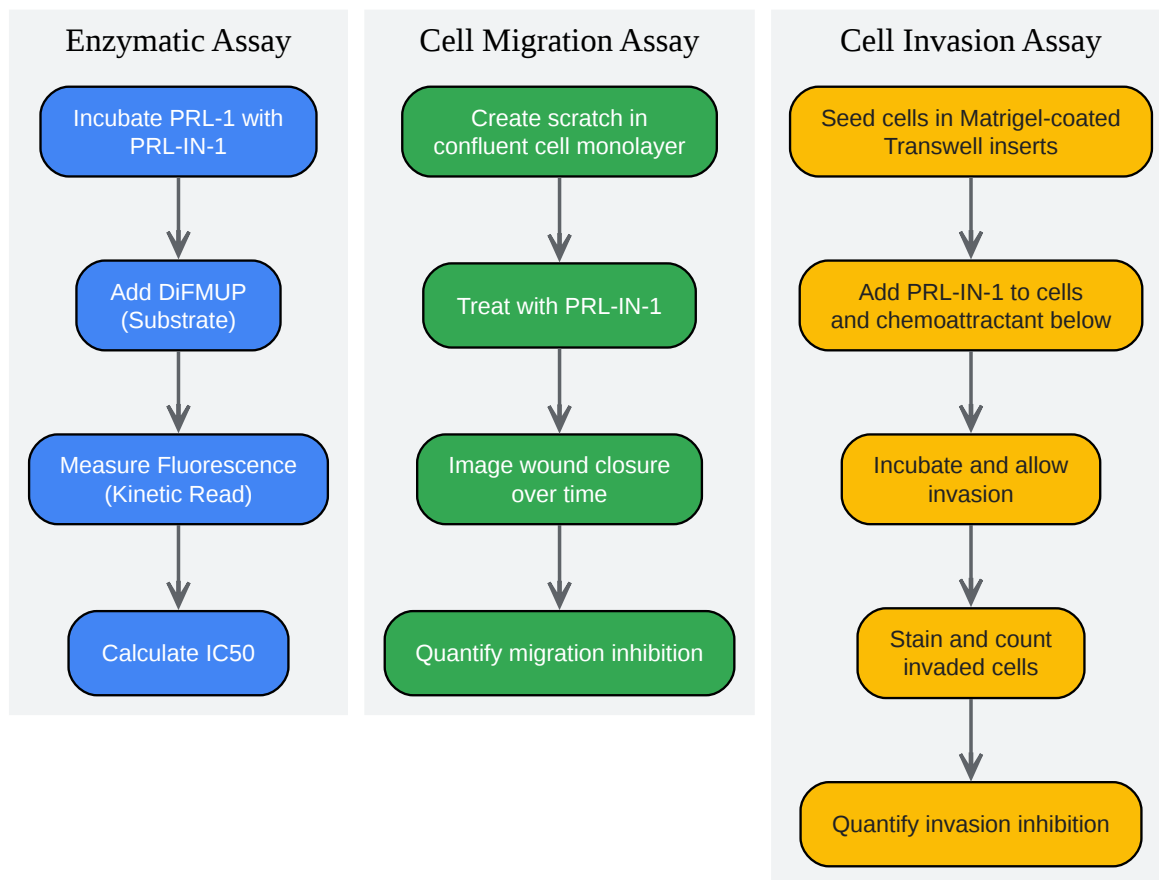 Enzymatic Assay
Incubate PRL-1 with
PRL-IN-1
Add DiFMUP
(Substrate)
Measure Fluorescence
(Kinetic Read)
Calculate IC50
Cell Migration Assay
Create scratch in
confluent cell monolayer
Treat with PRL-IN-1
Image wound closure
over time
Quantify migration inhibition
Cell Invasion Assay
Seed cells in Matrigel-coated
Transwell inserts
Add PRL-IN-1 to cells
and chemoattractant below
Incubate and allow
invasion
Stain and count
invaded cells
Quantify invasion inhibition